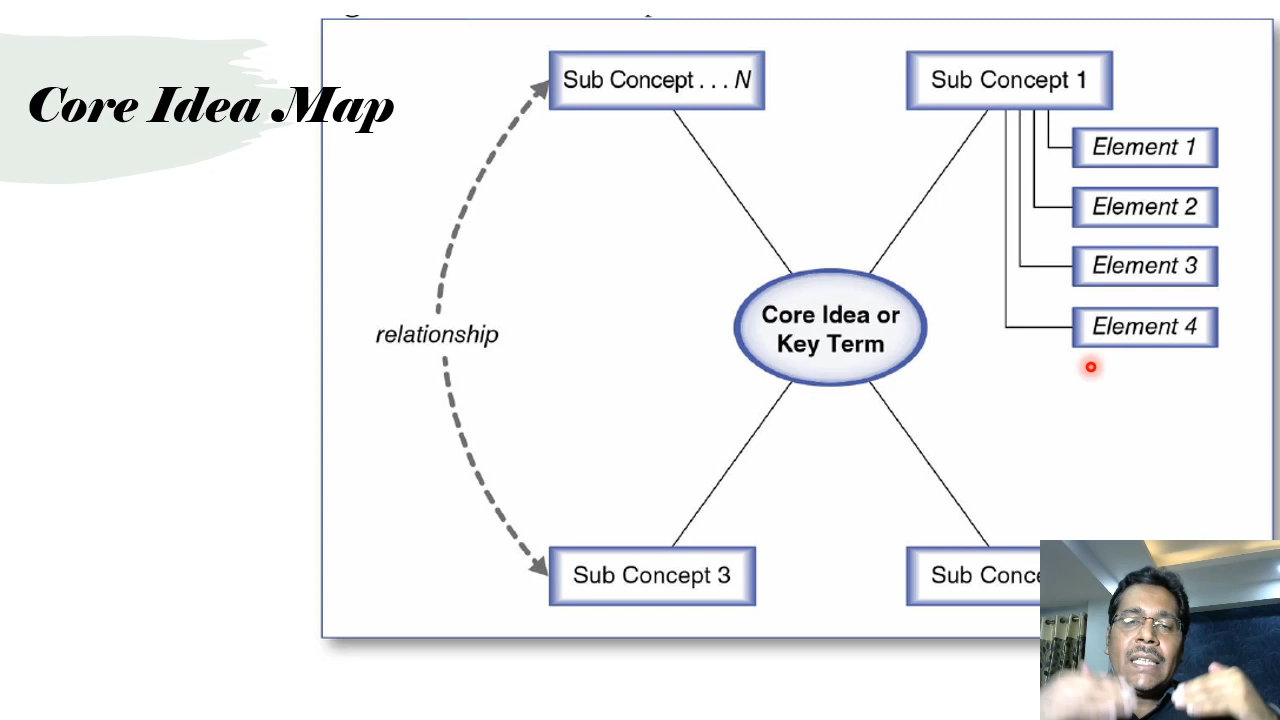 Core Idea Map
Sub Concept . . . N
Sub Concept 1
Element 1
Element 2
Element 3
Element 4
Core Idea or
Key Term
relationship
Sub Concept 3
Sub